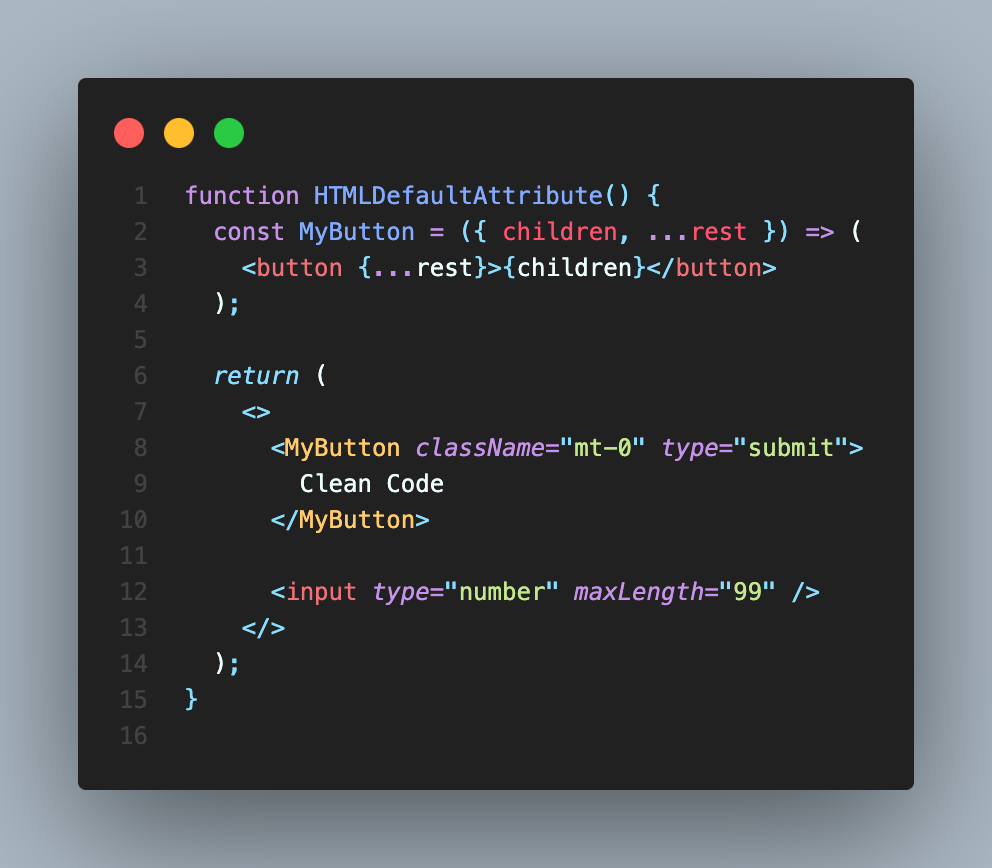 1 function HTMLDefaultAttribute() {
2   const MyButton = ({ children, ...rest }) => (
3     <button {...rest}>{children}</button>
4   );
5
6   return (
7     <>
8       <MyButton className="mt-0" type="submit">
9         Clean Code
10       </MyButton>
11
12       <input type="number" maxLength="99" />
13     </>
14   );
15 }
16